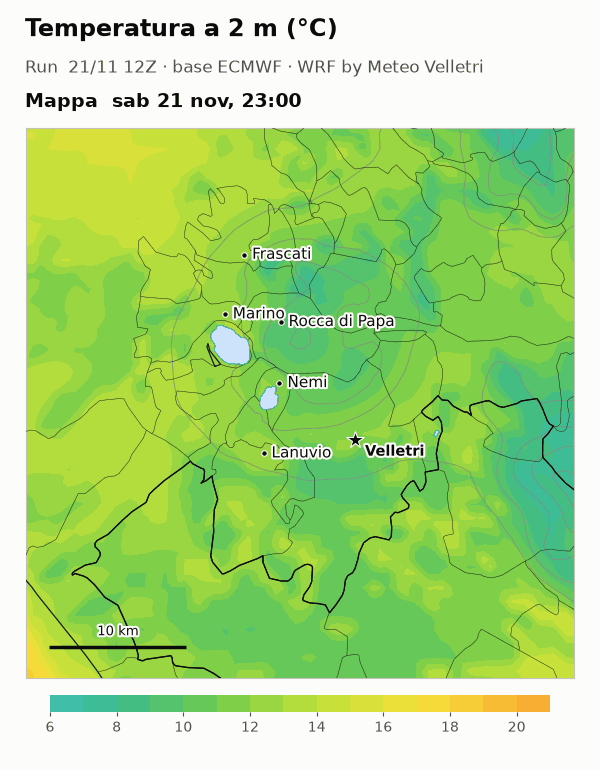 Temperatura a 2 m (°C)
Run  21/11 12Z · base ECMWF · WRF by Meteo Velletri
Mappa  sab 21 nov, 23:00
Frascati
Marino
Rocca di Papa
Nemi
Velletri
Lanuvio
10 km
6 8 10 12 14 16 18 20